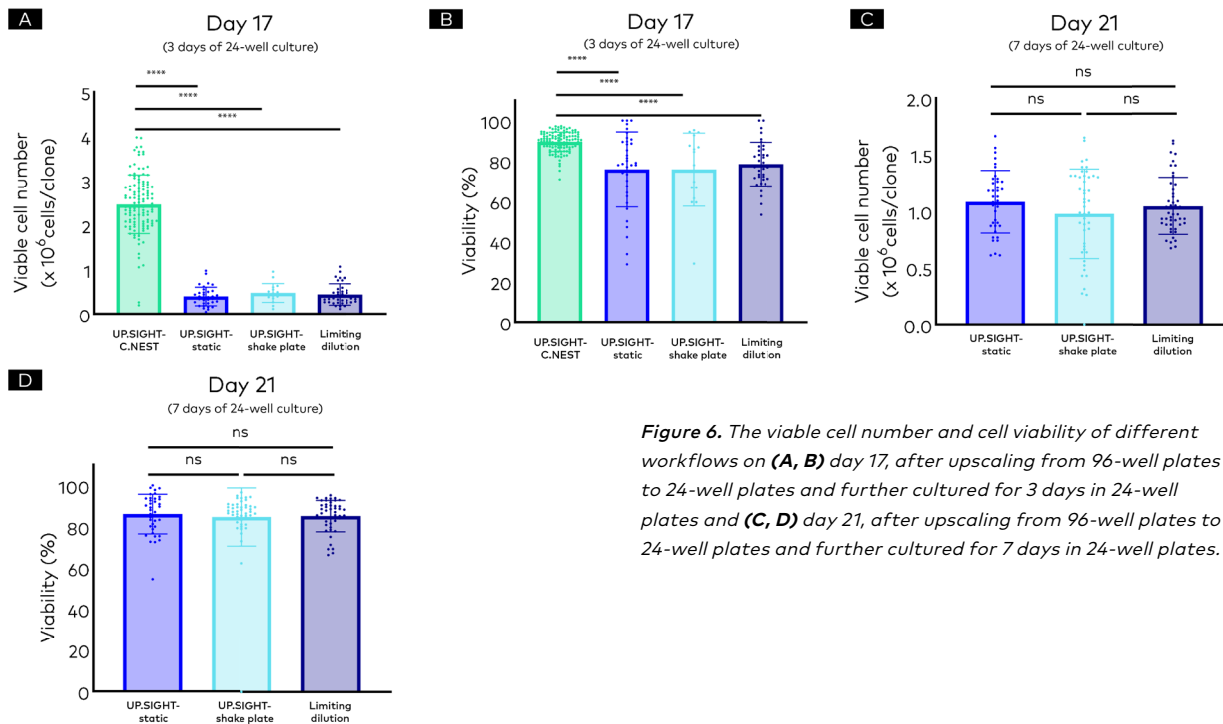 A
Day 17
(3 days of 24-well culture)
****
****
****
Viable cell number
(x 10⁶cells/clone)
5
4
3
2
1
0
UP.SIGHT-
C.NEST
UP.SIGHT-
static
UP.SIGHT-
shake plate
Limiting
dilution
B
Day 17
(3 days of 24-well culture)
****
****
****
Viability (%)
100
80
60
40
20
0
UP.SIGHT-
C.NEST
UP.SIGHT-
static
UP.SIGHT-
shake plate
Limiting
dilution
C
Day 21
(7 days of 24-well culture)
ns
ns
ns
Viable cell number
(x 10⁶cells/clone)
2.0
1.5
1.0
0.5
0.0
UP.SIGHT-
static
UP.SIGHT-
shake plate
Limiting
dilution
D
Day 21
(7 days of 24-well culture)
ns
ns
ns
Viability (%)
100
80
60
40
20
0
UP.SIGHT-
static
UP.SIGHT-
shake plate
Limiting
dilution
Figure 6. The viable cell number and cell viability of different
workflows on (A, B) day 17, after upscaling from 96-well plates
to 24-well plates and further cultured for 3 days in 24-well
plates and (C, D) day 21, after upscaling from 96-well plates to
24-well plates and further cultured for 7 days in 24-well plates.